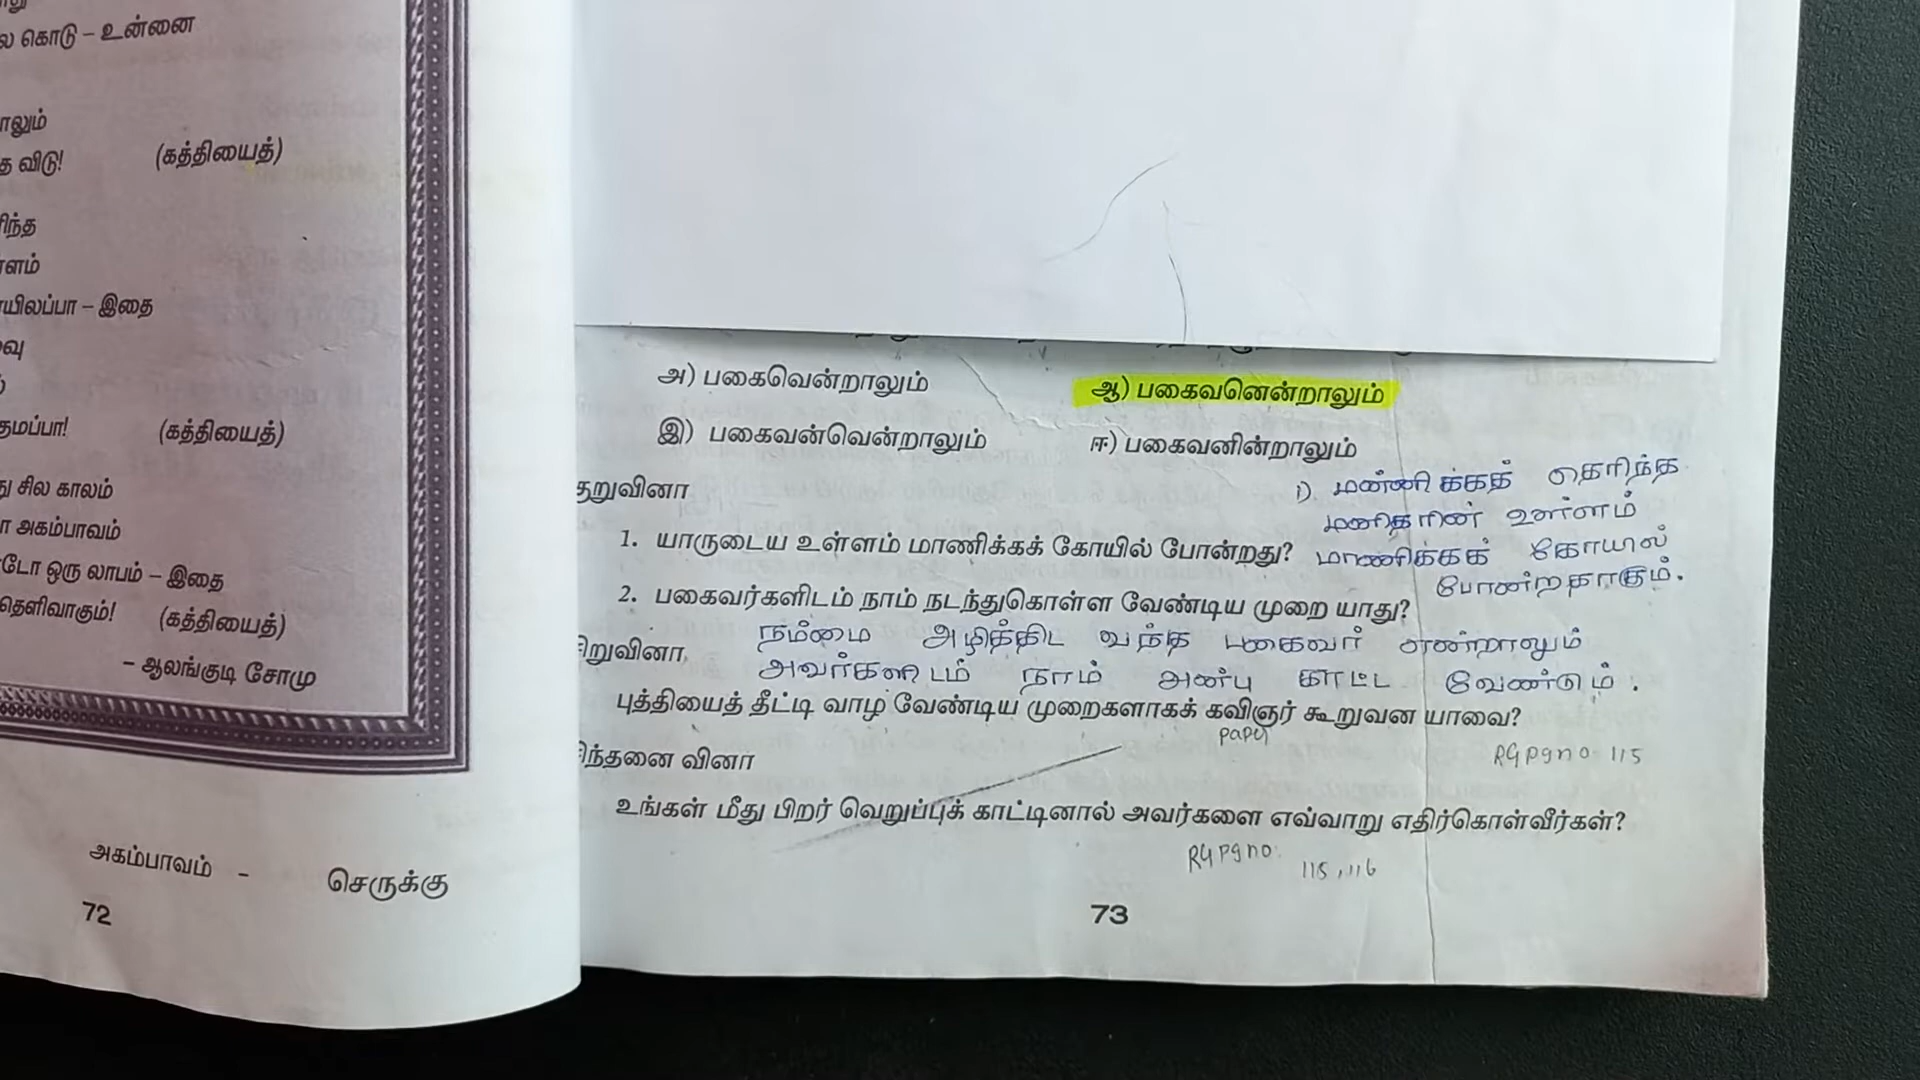 ல கொடு – உன்னை
ாலும்
த விடு! (கத்தியைத்)
ரிந்த
ளம்
யிலப்பா – இதை
வு
தமப்பா! (கத்தியைத்)
து சில காலம்
ா அகம்பாவம்
டோ ஒரு லாபம் – இதை
தெளிவாகும்! (கத்தியைத்)
– ஆலங்குடி சோமு
அகம்பாவம் - செருக்கு
72
அ) பகைவென்றாலும் ஆ) பகைவனென்றாலும்
இ) பகைவன்வென்றாலும் ஈ) பகைவனின்றாலும்
குறுவினா
1) மன்னிக்கத் தெரிந்த
மனிதரின் உள்ளம்
1. யாருடைய உள்ளம் மாணிக்கக் கோயில் போன்றது? மாணிக்கக் கோயில்
போன்றதாகும்.
2. பகைவர்களிடம் நாம் நடந்துகொள்ள வேண்டிய முறை யாது?
நம்மை அழித்திட வந்த பகைவர் என்றாலும்
சிறுவினா
அவர்களிடம் நாம் அன்பு காட்ட வேண்டும்.
புத்தியைத் தீட்டி வாழ வேண்டிய முறைகளாகக் கவிஞர் கூறுவன யாவை?
RG Pg no 115
சிந்தனை வினா
உங்கள் மீது பிறர் வெறுப்புக் காட்டினால் அவர்களை எவ்வாறு எதிர்கொள்வீர்கள்?
RG Pg no.
115, 116
73